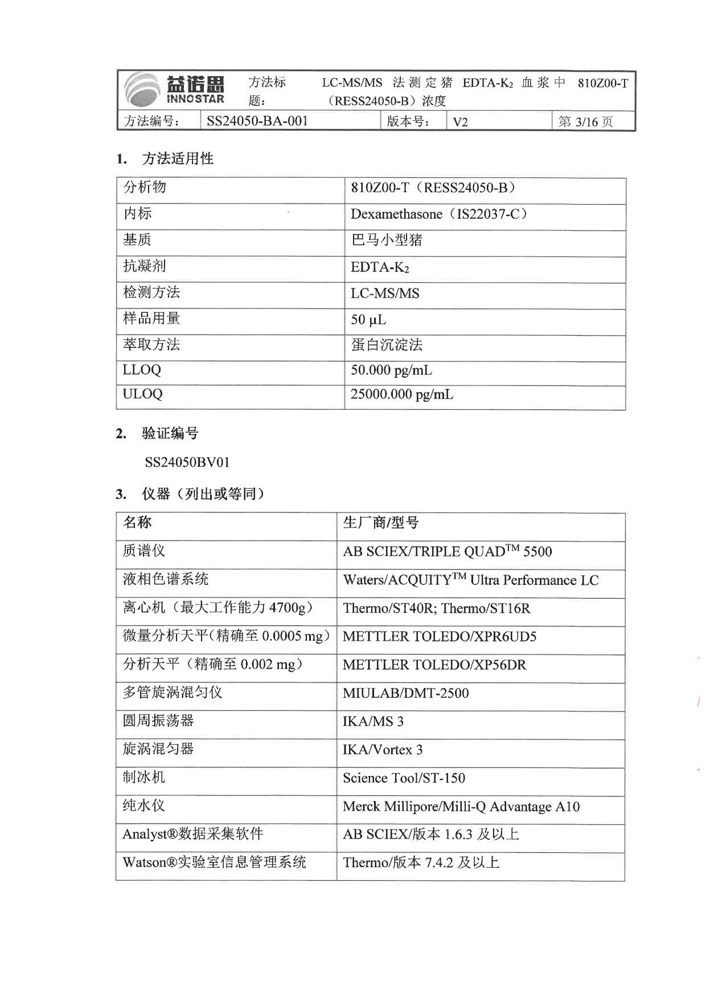 益诺思
INNOSTAR
方法标题：
LC-MS/MS 法测定猪 EDTA-K₂ 血浆中 810Z00-T
（RESS24050-B）浓度
方法编号： SS24050-BA-001 版本号： V2 第 3/16 页
1. 方法适用性
分析物 810Z00-T（RESS24050-B）
内标 Dexamethasone（IS22037-C）
基质 巴马小型猪
抗凝剂 EDTA-K₂
检测方法 LC-MS/MS
样品用量 50 μL
萃取方法 蛋白沉淀法
LLOQ 50.000 pg/mL
ULOQ 25000.000 pg/mL
2. 验证编号
SS24050BV01
3. 仪器（列出或等同）
名称 生厂商/型号
质谱仪 AB SCIEX/TRIPLE QUAD™ 5500
液相色谱系统 Waters/ACQUITY™ Ultra Performance LC
离心机（最大工作能力 4700g） Thermo/ST40R; Thermo/ST16R
微量分析天平（精确至 0.0005 mg） METTLER TOLEDO/XPR6UD5
分析天平（精确至 0.002 mg） METTLER TOLEDO/XP56DR
多管旋涡混匀仪 MIULAB/DMT-2500
圆周振荡器 IKA/MS 3
旋涡混匀器 IKA/Vortex 3
制冰机 Science Tool/ST-150
纯水仪 Merck Millipore/Milli-Q Advantage A10
Analyst®数据采集软件 AB SCIEX/版本 1.6.3 及以上
Watson®实验室信息管理系统 Thermo/版本 7.4.2 及以上